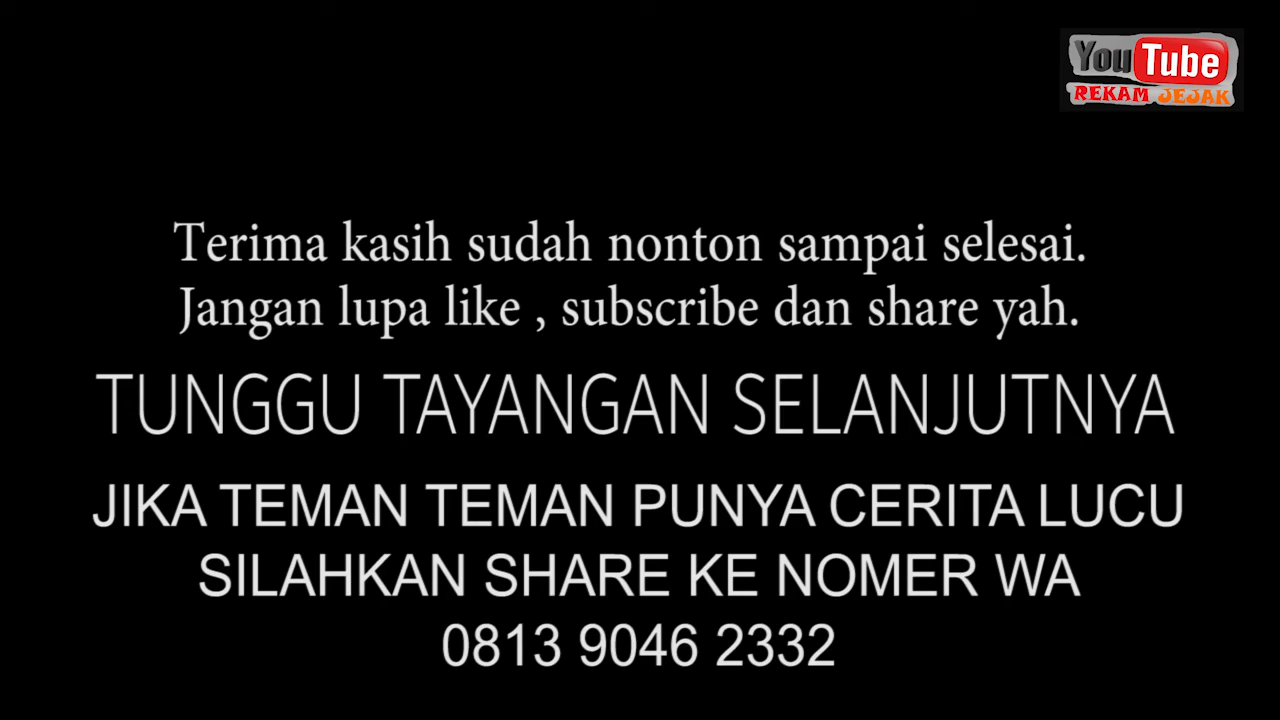 YouTube
REKAM JEJAK
Terima kasih sudah nonton sampai selesai.
Jangan lupa like , subscribe dan share yah.
TUNGGU TAYANGAN SELANJUTNYA
JIKA TEMAN TEMAN PUNYA CERITA LUCU
SILAHKAN SHARE KE NOMER WA
0813 9046 2332